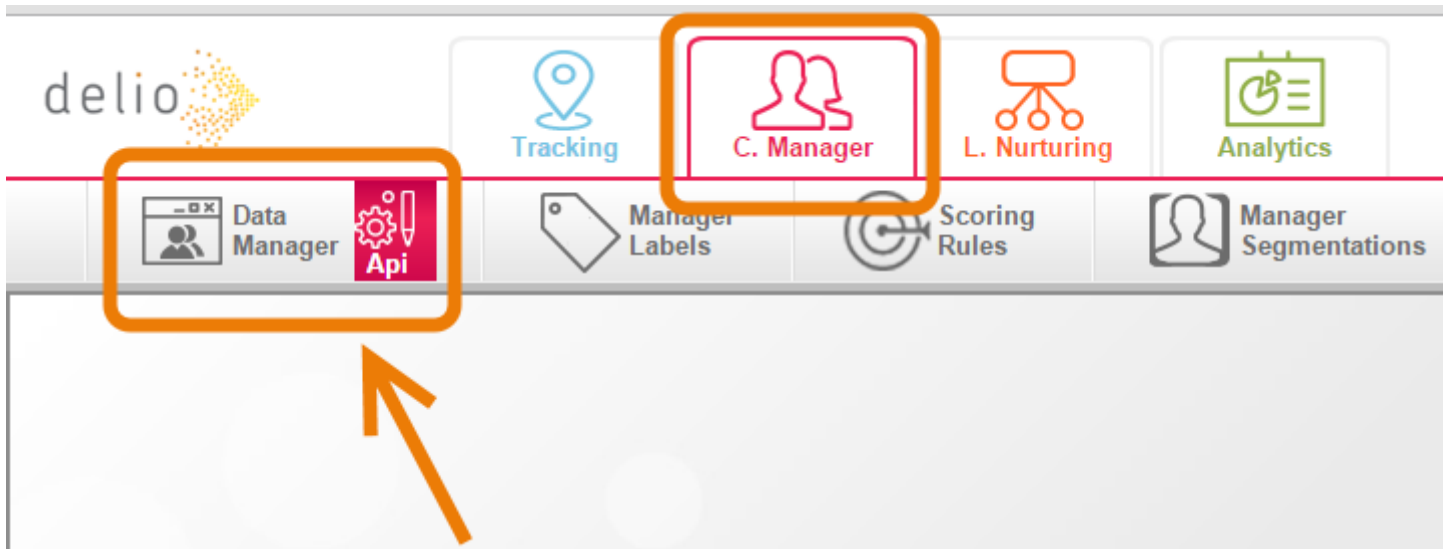 delio
Tracking
C. Manager
L. Nurturing
Analytics
Data
Manager
Api
Manager
Labels
Scoring
Rules
Manager
Segmentations